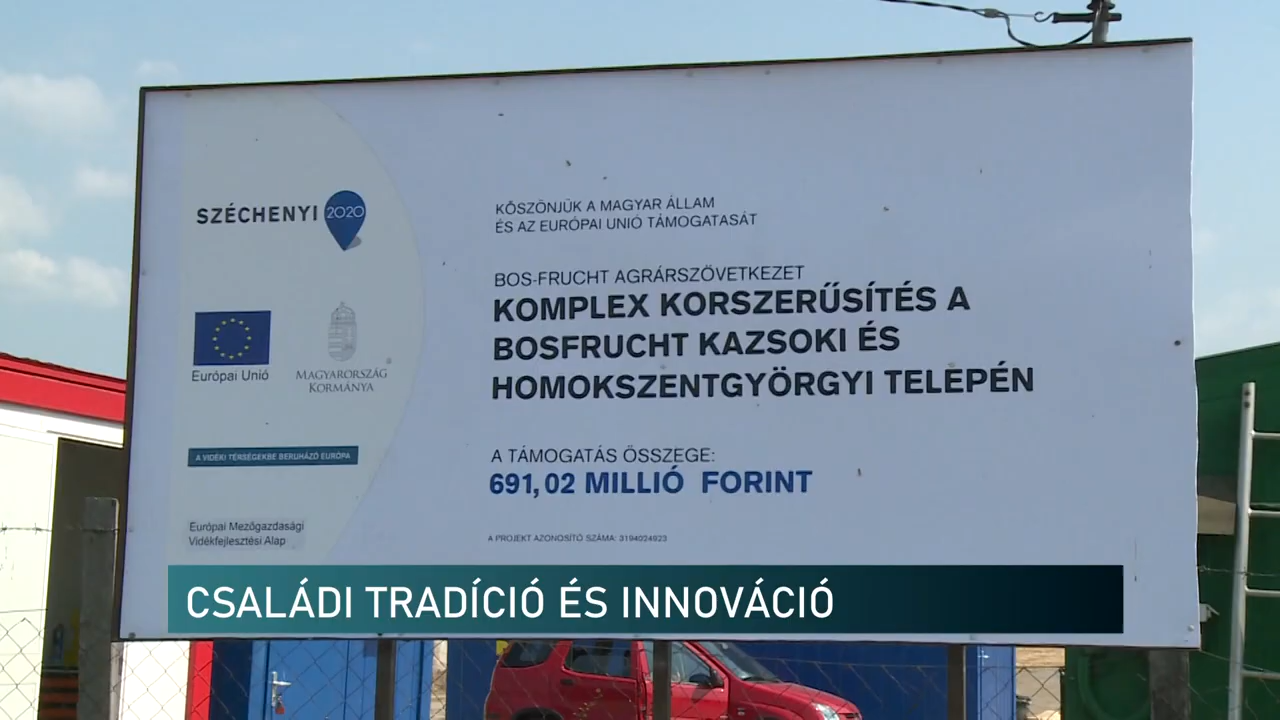 SZÉCHENYI 2020
Európai Unió
MAGYARORSZÁG
KORMÁNYA
A VIDÉKI TÉRSÉGEKBE BERUHÁZÓ EURÓPA
Európai Mezőgazdasági
Vidékfejlesztési Alap
KÖSZÖNJÜK A MAGYAR ÁLLAM
ÉS AZ EURÓPAI UNIÓ TÁMOGATASÁT
BOS-FRUCHT AGRÁRSZÖVETKEZET
KOMPLEX KORSZERŰSÍTÉS A
BOSFRUCHT KAZSOKI ÉS
HOMOKSZENTGYÖRGYI TELEPÉN
A TÁMOGATÁS ÖSSZEGE:
691,02 MILLIÓ FORINT
A PROJEKT AZONOSÍTÓ SZÁMA: 3194024923
CSALÁDI TRADÍCIÓ ÉS INNOVÁCIÓ